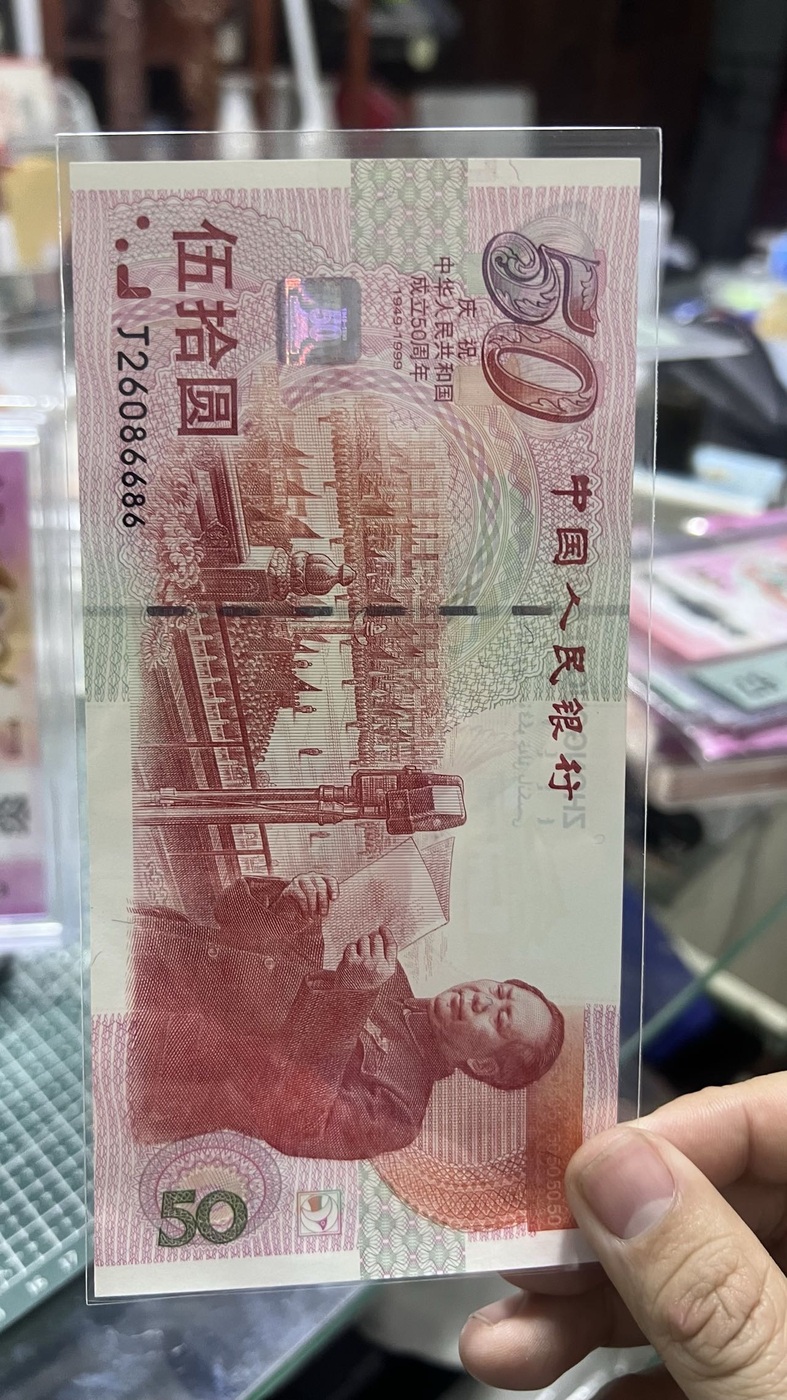 中国人民银行
50
庆祝
中华人民共和国
成立50周年
1949-1999
伍拾圆
J26086686
50